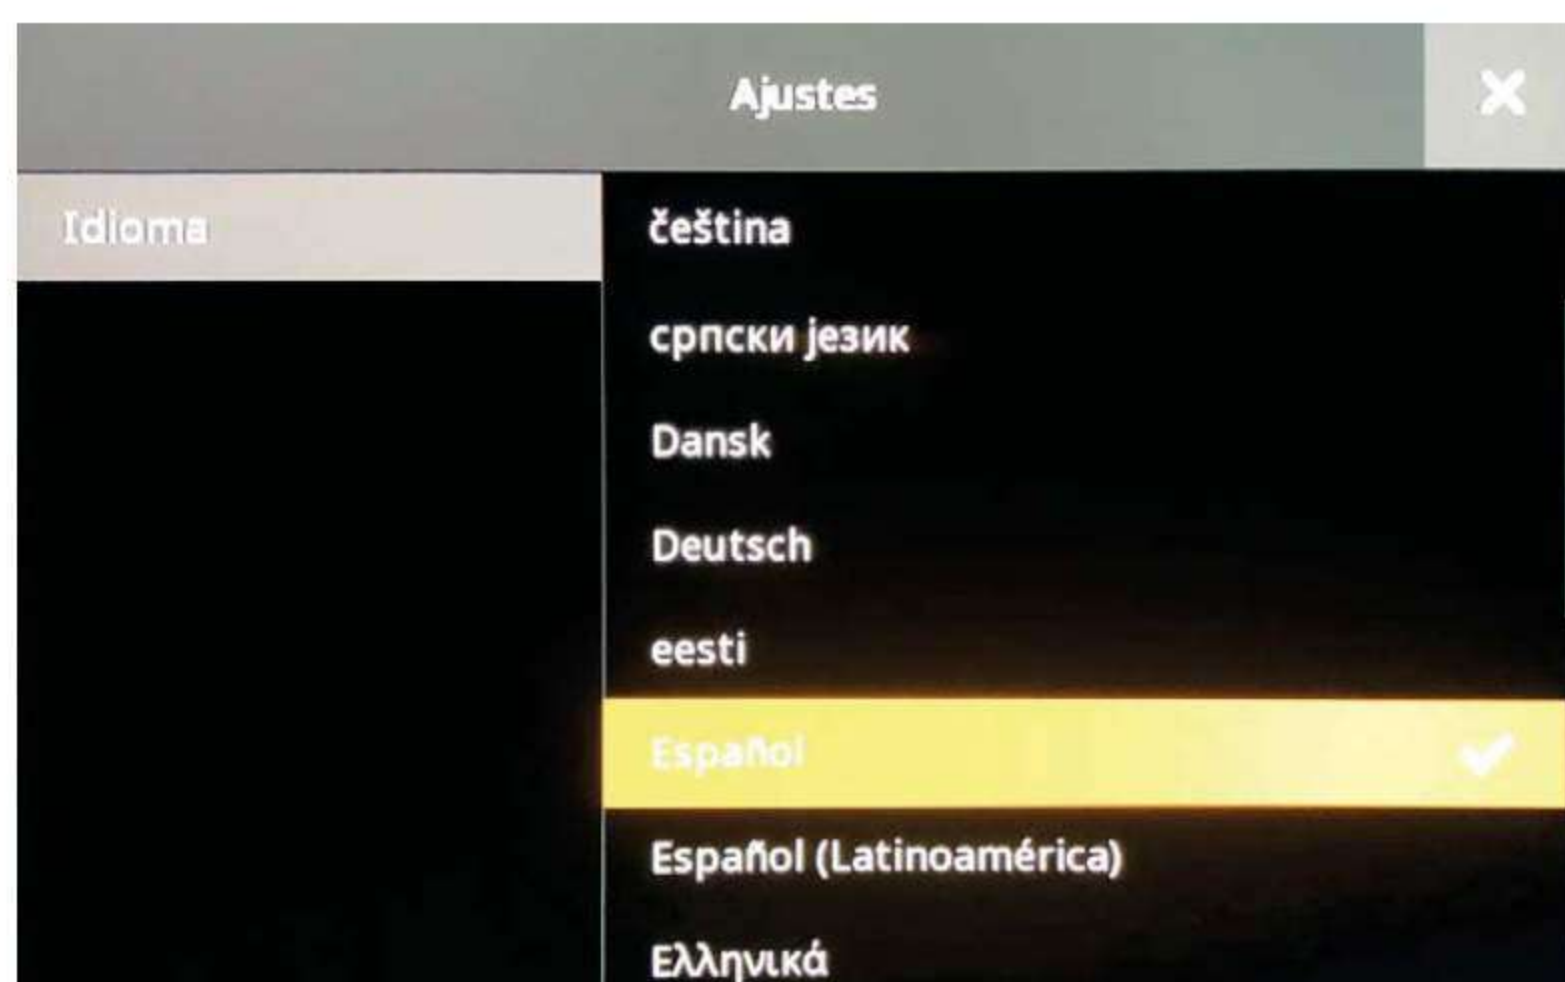 Ajustes
Idioma
čeština
српски језик
Dansk
Deutsch
eesti
Español
Español (Latinoamérica)
Ελληνικά